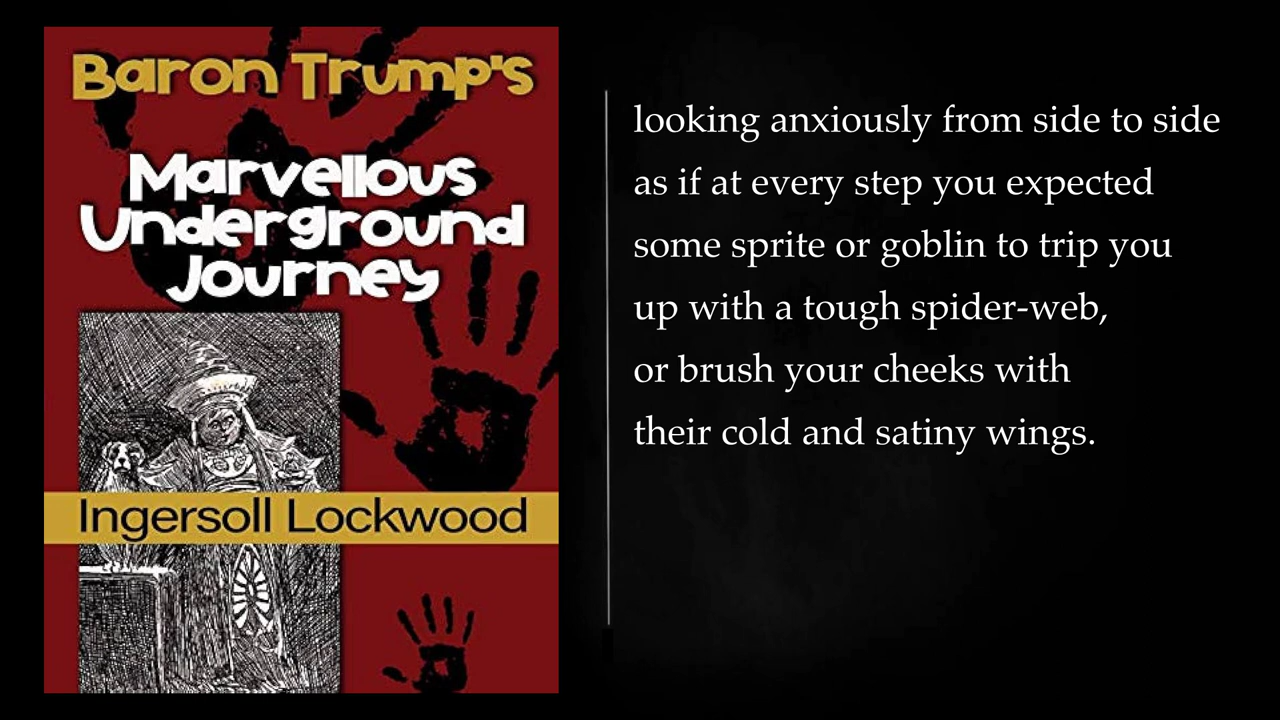 Baron Trump's
Marvellous
Underground
Journey
Ingersoll Lockwood
looking anxiously from side to side
as if at every step you expected
some sprite or goblin to trip you
up with a tough spider-web,
or brush your cheeks with
their cold and satiny wings.